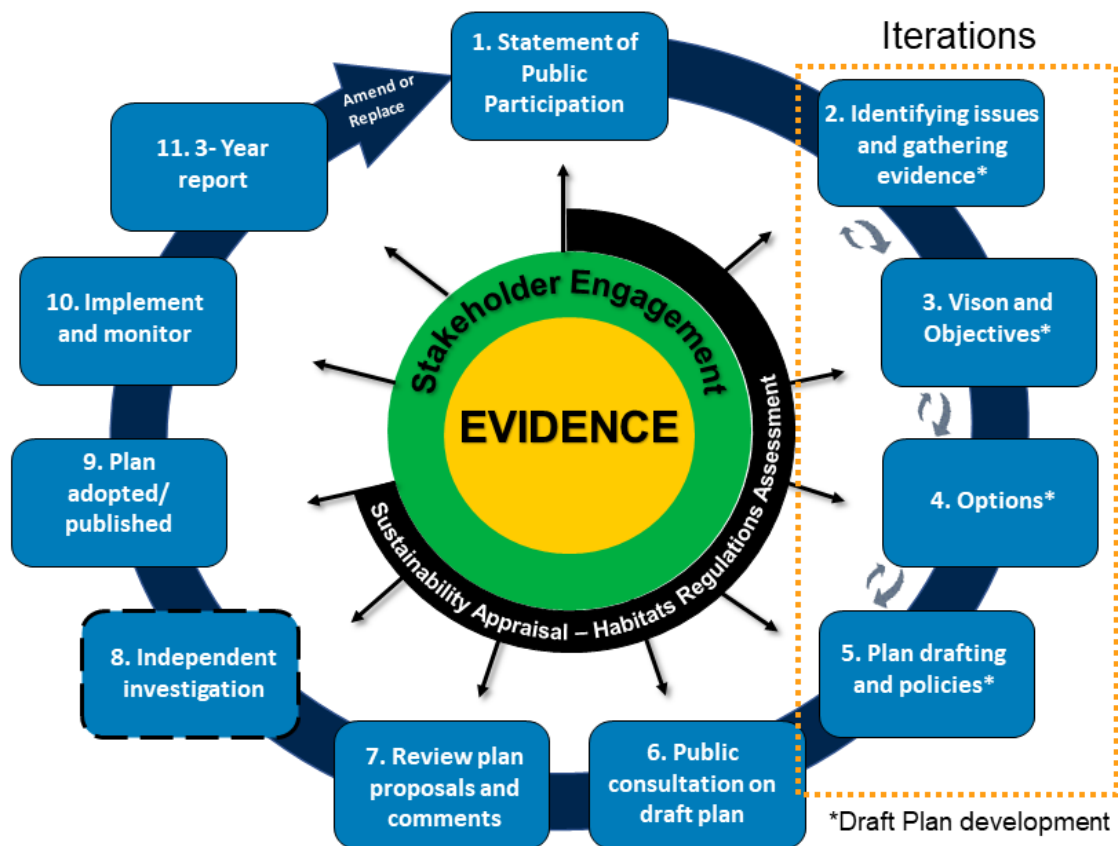 Iterations
1. Statement of
Public
Participation
2. Identifying issues
and gathering
evidence*
3. Vison and
Objectives*
4. Options*
5. Plan drafting
and policies*
6. Public
consultation on
draft plan
7. Review plan
proposals and
comments
8. Independent
investigation
9. Plan
adopted/
published
10. Implement
and monitor
11. 3- Year
report
Amend or
Replace
Stakeholder Engagement
EVIDENCE
Sustainability Appraisal – Habitats Regulations Assessment
*Draft Plan development